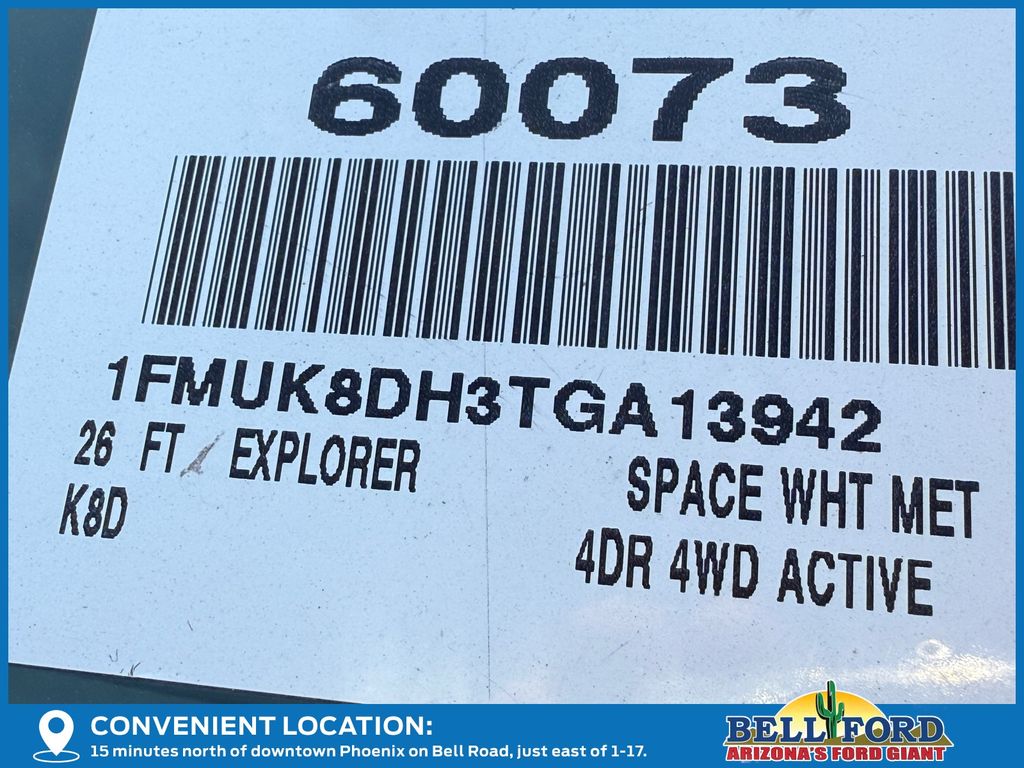 60073
1FMUK8DH3TGA13942
26 FT / EXPLORER
SPACE WHT MET
K8D
4DR 4WD ACTIVE
CONVENIENT LOCATION:
15 minutes north of downtown Phoenix on Bell Road, just east of 1-17.
BELL FORD
ARIZONA'S FORD GIANT